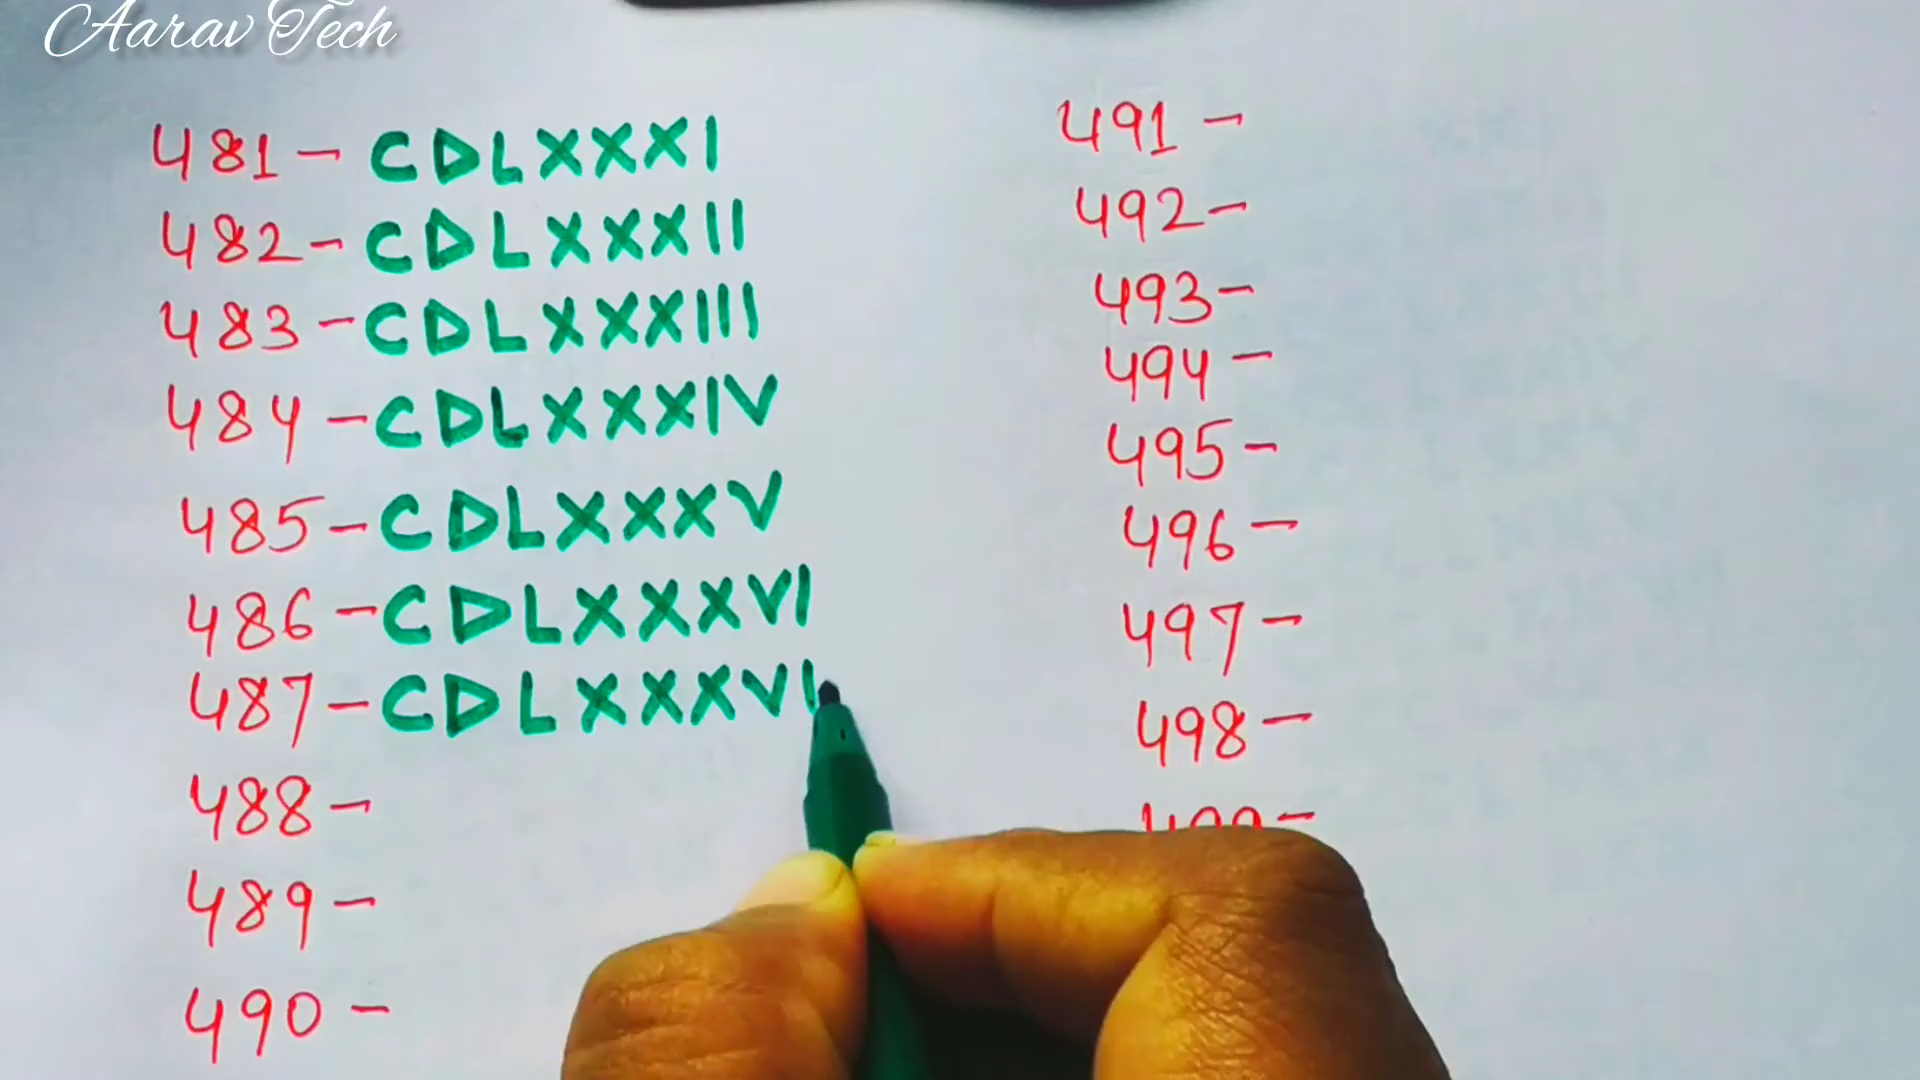 Aarav Tech
481- CDLXXXI
482- CDLXXXII
483- CDLXXXIII
484- CDLXXXIV
485- CDLXXXV
486- CDLXXXVI
487- CDLXXXVI
488-
489-
490-
491-
492-
493-
494-
495-
496-
497-
498-